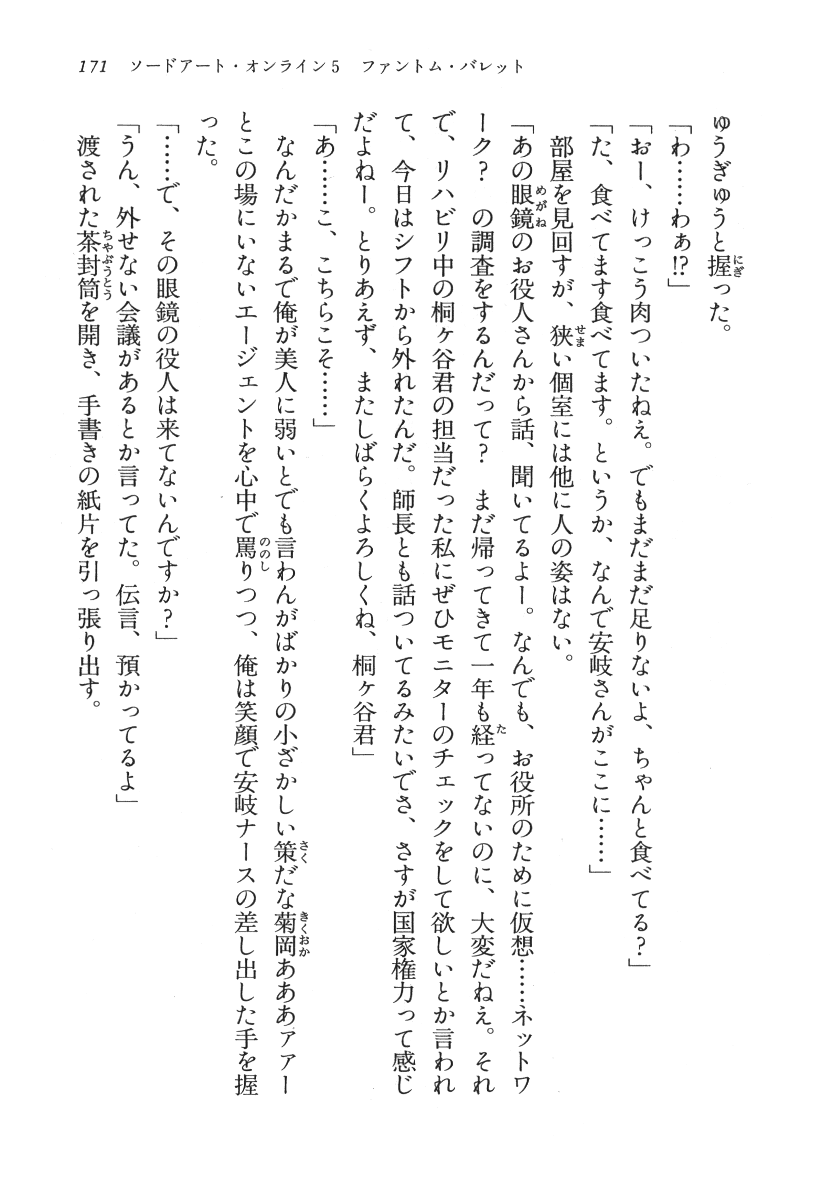 171 ソードアート・オンライン5 ファントム・バレット
ゅうぎゅうと握った。
「わ……わぁ!?」
「おー、けっこう肉ついたねぇ。でもまだまだ足りないよ、ちゃんと食べてる?」
「た、食べてます食べてます。というか、なんで安岐さんがここに……」
部屋を見回すが、狭い個室には他に人の姿はない。
「あの眼鏡のお役人さんから話、聞いてるよー。なんでも、お役所のために仮想……ネットワ
ーク? の調査をするんだって? まだ帰ってきて一年も経ってないのに、大変だねぇ。それ
で、リハビリ中の桐ヶ谷君の担当だった私にぜひモニターのチェックをして欲しいとか言われ
て、今日はシフトから外れたんだ。師長とも話ついてるみたいでさ、さすが国家権力って感じ
だよねー。とりあえず、またしばらくよろしくね、桐ヶ谷君」
「あ……こ、こちらこそ……」
なんだかまるで俺が美人に弱いとでも言わんがばかりの小ざかしい策だな菊岡あああァァー
とこの場にいないエージェントを心中で罵りつつ、俺は笑顔で安岐ナースの差し出した手を握
った。
「……で、その眼鏡の役人は来てないんですか?」
「うん、外せない会議があるとか言ってた。伝言、預かってるよ」
渡された茶封筒を開き、手書きの紙片を引っ張り出す。